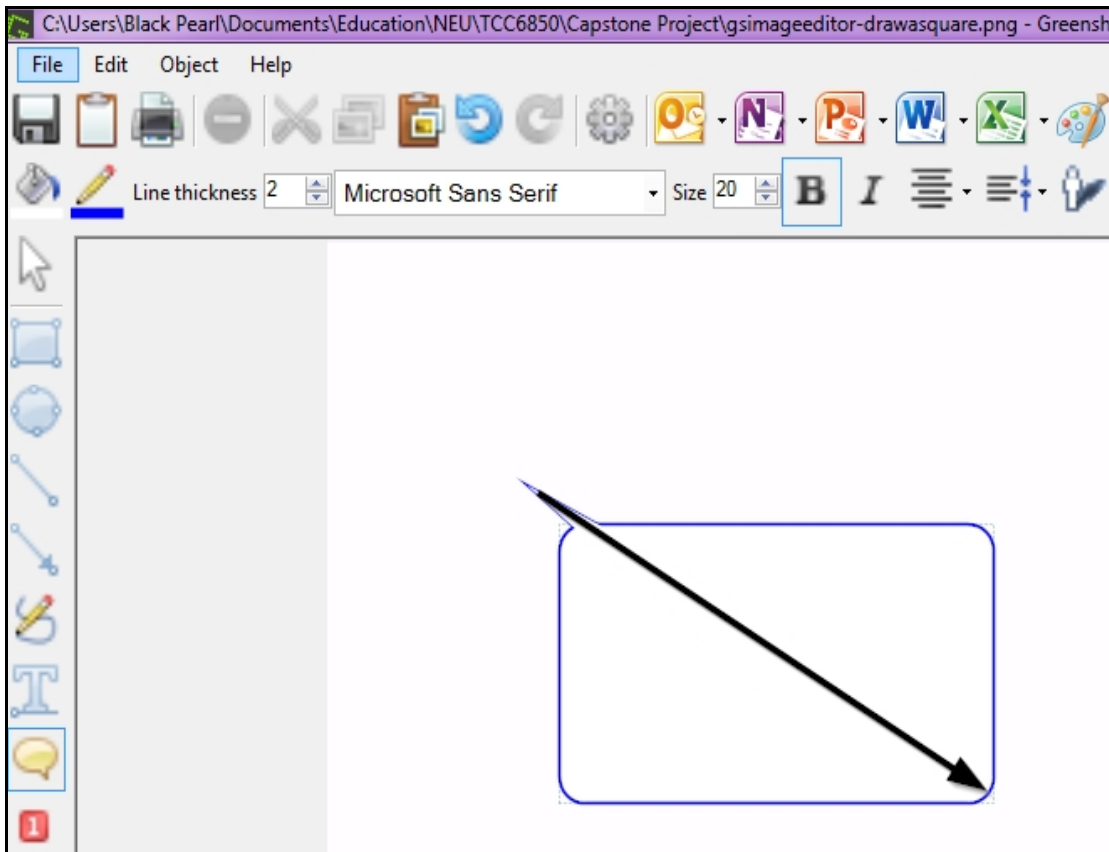 C:\Users\Black Pearl\Documents\Education\NEU\TCC6850\Capstone Project\gsimageeditor-drawasquare.png - Greensh
File Edit Object Help
Line thickness 2 Microsoft Sans Serif Size 20 B I
1